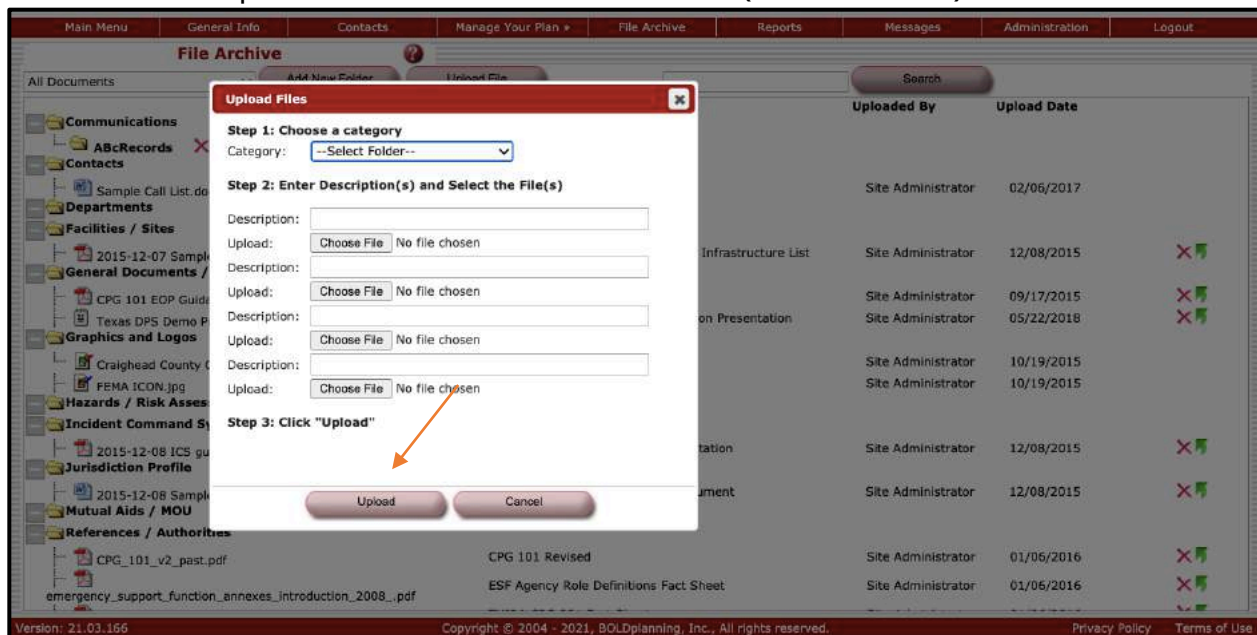 Main Menu General Info Contacts Manage Your Plan » File Archive Reports Messages Administration Logout
File Archive
All Documents Add New Folder Upload File Search
Uploaded By Upload Date
Communications
ABcRecords
Contacts
Sample Call List.do Site Administrator 02/06/2017
Departments
Facilities / Sites
2015-12-07 Sampl Infrastructure List Site Administrator 12/08/2015
General Documents /
CPG 101 EOP Guid Site Administrator 09/17/2015
Texas DPS Demo P on Presentation Site Administrator 05/22/2018
Graphics and Logos
Craighead County Site Administrator 10/19/2015
FEMA ICON.jpg Site Administrator 10/19/2015
Hazards / Risk Asses
Incident Command Sy
2015-12-08 ICS gu tation Site Administrator 12/08/2015
Jurisdiction Profile
2015-12-08 Sampl ument Site Administrator 12/08/2015
Mutual Aids / MOU
References / Authorities
CPG_101_v2_past.pdf CPG 101 Revised Site Administrator 01/06/2016
emergency_support_function_annexes_introduction_2008_.pdf ESF Agency Role Definitions Fact Sheet Site Administrator 01/06/2016
Upload Files
Step 1: Choose a category
Category: --Select Folder--
Step 2: Enter Description(s) and Select the File(s)
Description:
Upload: Choose File No file chosen
Description:
Upload: Choose File No file chosen
Description:
Upload: Choose File No file chosen
Description:
Upload: Choose File No file chosen
Step 3: Click "Upload"
Upload Cancel
Version: 21.03.166 Copyright © 2004 - 2021, BOLDplanning, Inc., All rights reserved. Privacy Policy Terms of Use